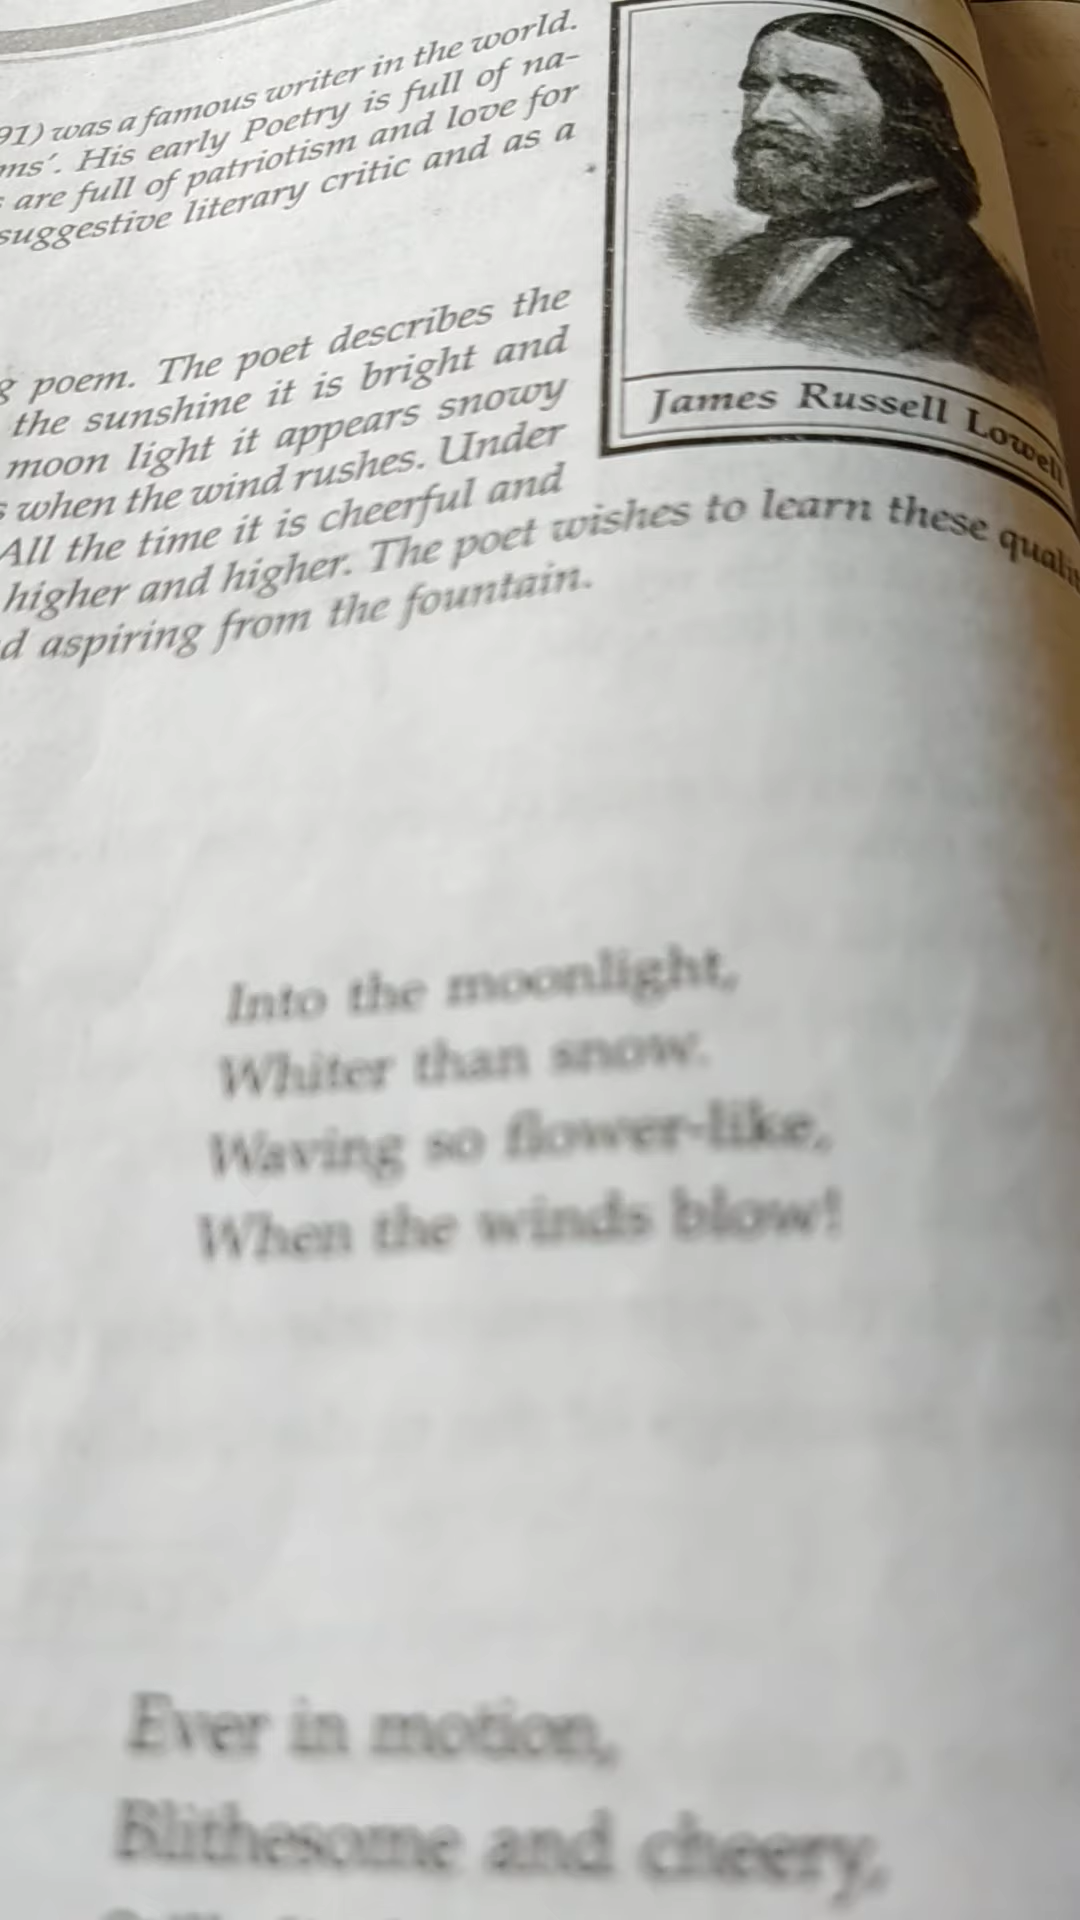 91) was a famous writer in the world.
ms'. His early Poetry is full of na-
are full of patriotism and love for
suggestive literary critic and as a
James Russell Lowell
g poem. The poet describes the
the sunshine it is bright and
moon light it appears snowy
s when the wind rushes. Under
All the time it is cheerful and
higher and higher. The poet wishes to learn these quali
d aspiring from the fountain.
Into the moonlight,
Whiter than snow.
Waving so flower-like,
When the winds blow!
Ever in motion,
Blithesome and cheery,